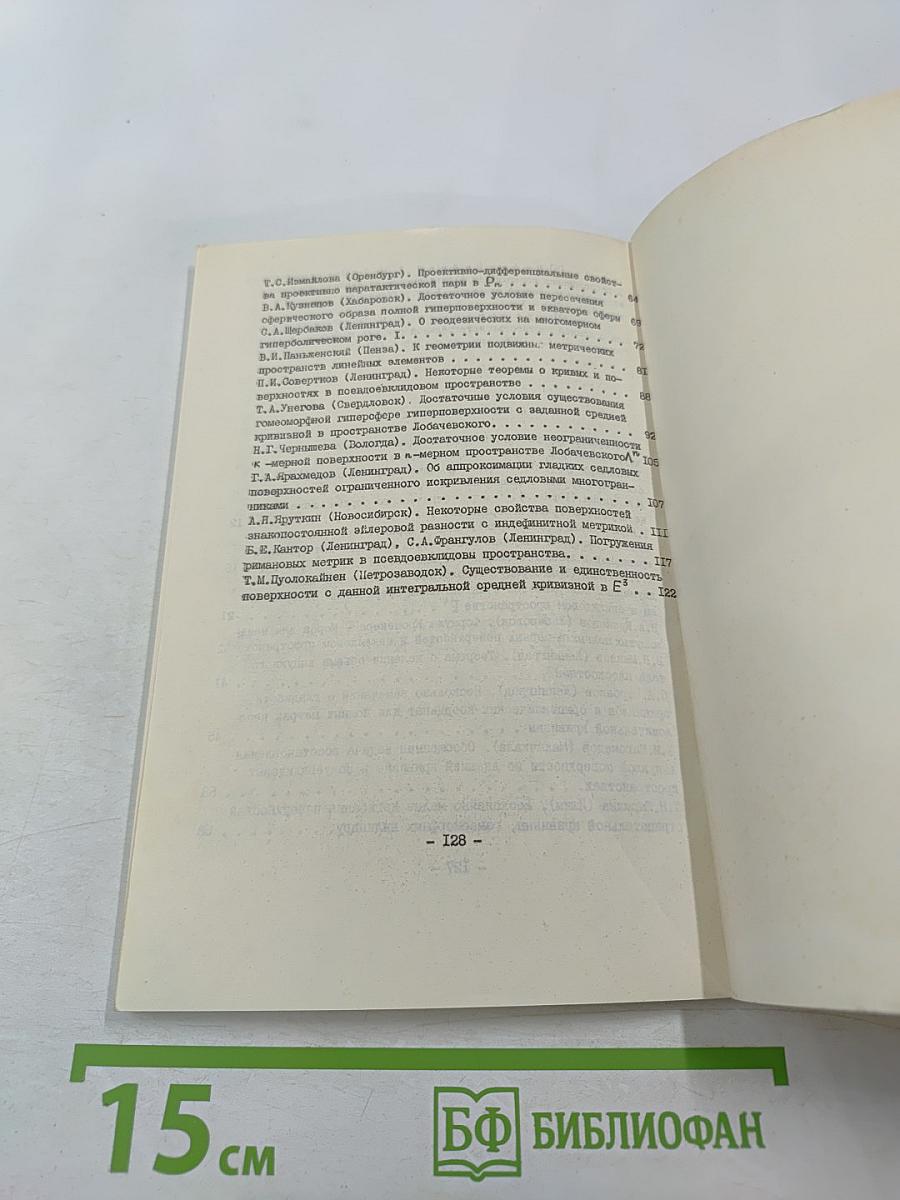 Т.С.Измайлова (Оренбург). Проективно-дифференциальные свойст-
ва проективно паратактической пары в Pn . . . . . . . . . . 64
В.А.Кузнецов (Хабаровск). Достаточное условие пересечения
сферического образа полной гиперповерхности и экватора сферы 69
С.А.Щербаков (Ленинград). О геодезических на многомерном
гиперболическом роге. I. . . . . . . . . . . . . . . . . . 72
В.И.Паньженский (Пенза). К геометрии подвижных метрических
пространств линейных элементов . . . . . . . . . . . . . . 81
П.И.Совертков (Ленинград). Некоторые теоремы о кривых и по-
верхностях в псевдоевклидовом пространстве . . . . . . . . 88
Т.А.Унегова (Свердловск). Достаточные условия существования
гомеоморфной гиперсфере гиперповерхности с заданной средней
кривизной в пространстве Лобачевского. . . . . . . . . . . 92
Н.Г.Чернышева (Вологда). Достаточное условие неограниченности
к -мерной поверхности в n-мерном пространстве Лобачевского Λⁿ 105
Г.А.Ярахмедов (Ленинград). Об аппроксимации гладких седловых
поверхностей ограниченного искривления седловыми многогран-
никами . . . . . . . . . . . . . . . . . . . . . . . . . . I07
А.Я.Яруткин (Новосибирск). Некоторые свойства поверхностей
знакопостоянной эйлеровой разности с индефинитной метрикой . III
Б.Е.Кантор (Ленинград), С.А.Франгулов (Ленинград). Погружения
римановых метрик в псевдоевклидовы пространства. . . . . . . II7
Т.М.Пуолокайнен (Петрозаводск). Существование и единственность
поверхности с данной интегральной средней кривизной в E³ . . I22
- I28 -
15 см
БФ БИБЛИОФАН